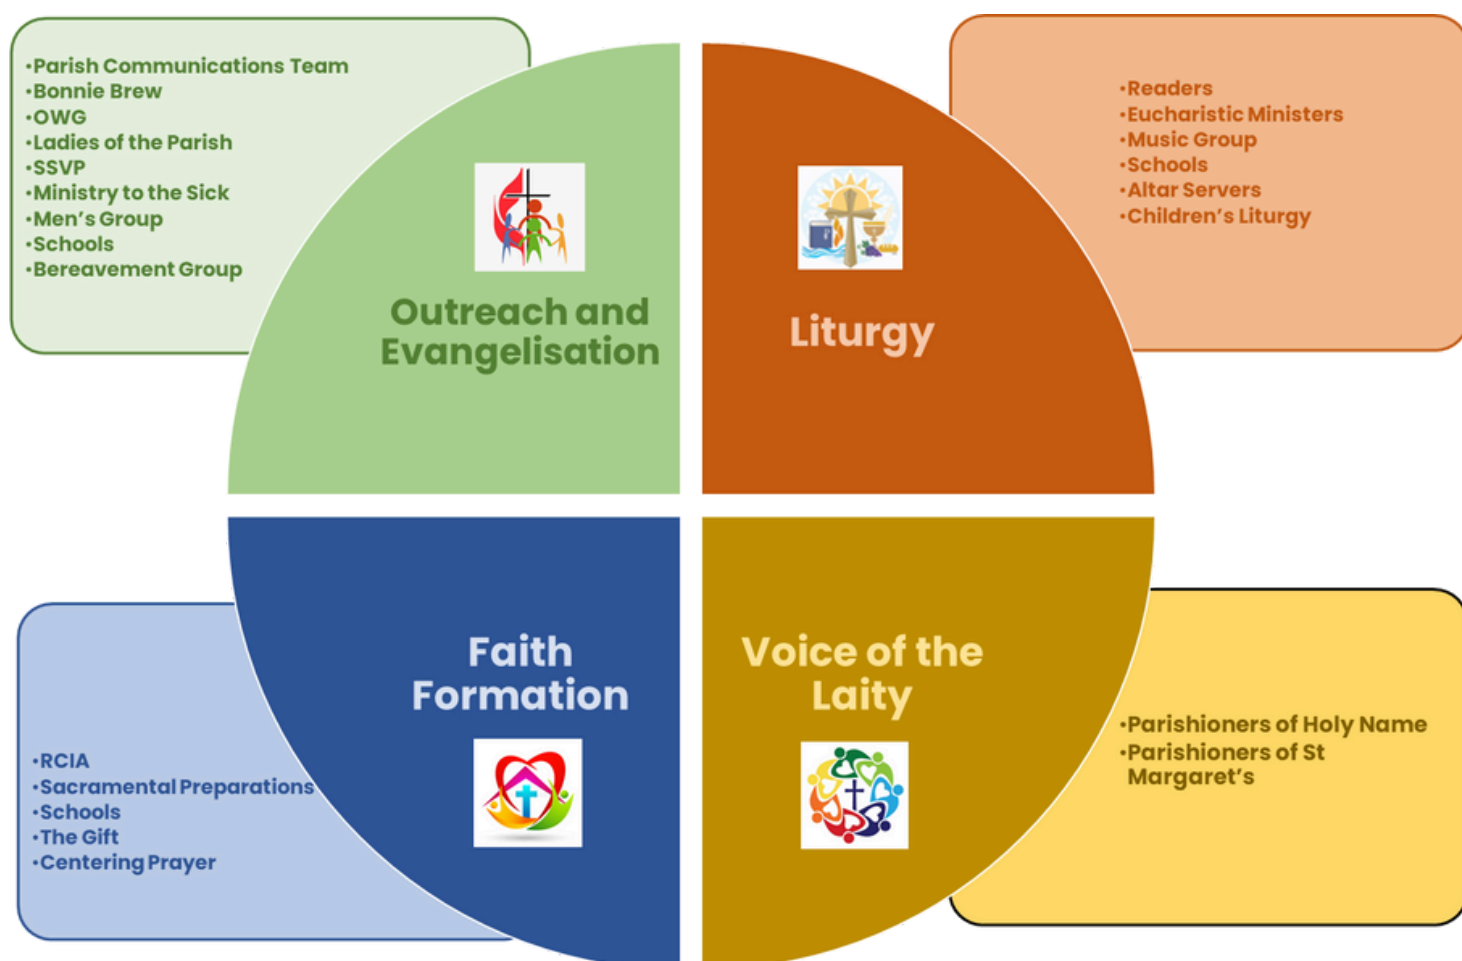 •Parish Communications Team
•Bonnie Brew
•OWG
•Ladies of the Parish
•SSVP
•Ministry to the Sick
•Men's Group
•Schools
•Bereavement Group
Outreach and
Evangelisation
Liturgy
•Readers
•Eucharistic Ministers
•Music Group
•Schools
•Altar Servers
•Children's Liturgy
•RCIA
•Sacramental Preparations
•Schools
•The Gift
•Centering Prayer
Faith
Formation
Voice of the
Laity
•Parishioners of Holy Name
•Parishioners of St
Margaret's